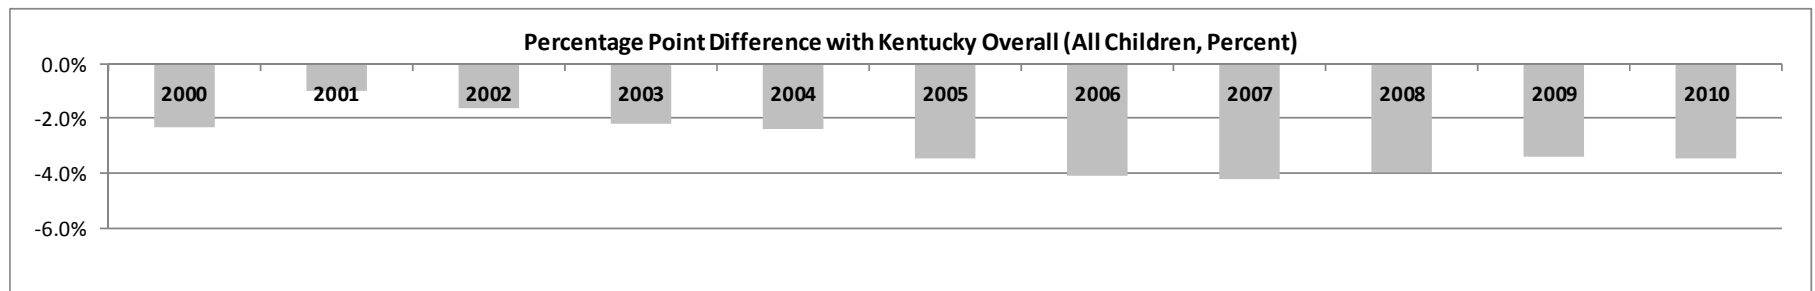 Percentage Point Difference with Kentucky Overall (All Children, Percent)
0.0%
2000 2001 2002 2003 2004 2005 2006 2007 2008 2009 2010
-2.0%
-4.0%
-6.0%